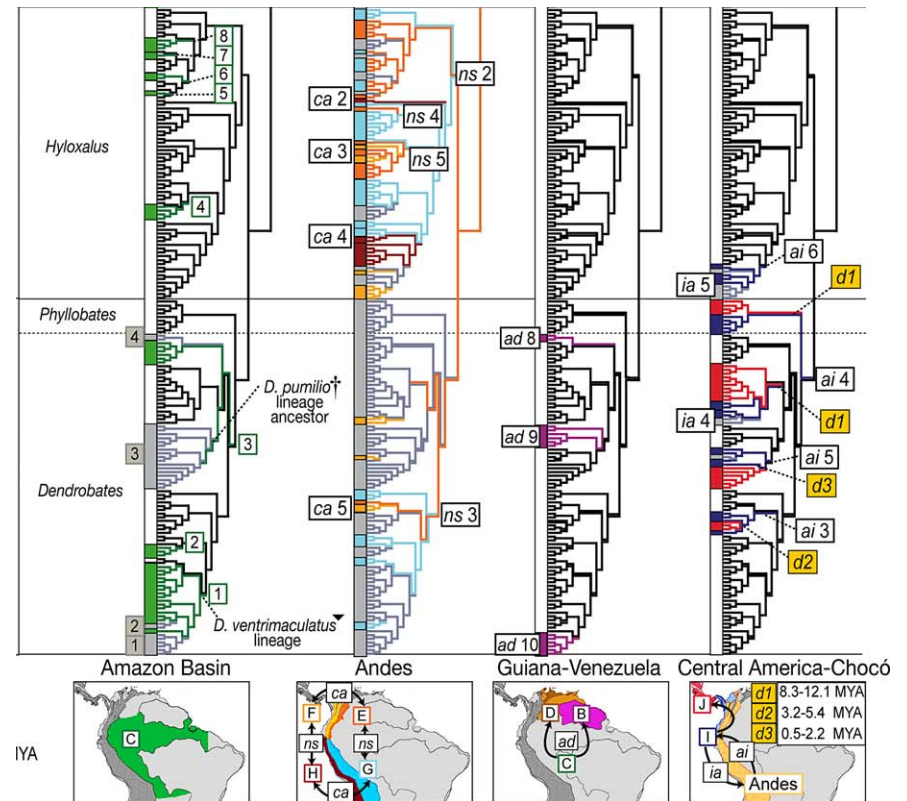 8
7
6
5
4
Hyloxalus
Phyllobates
4
D. pumilio†
lineage
ancestor
3
3
Dendrobates
2
1
D. ventrimaculatus
lineage
2
1
ns 2
ca 2
ns 4
ca 3
ns 5
ca 4
ca 5
ns 3
ad 8
ad 9
ad 10
ai 6
ia 5
d1
ai 4
ia 4
d1
ai 5
d3
ai 3
d2
Amazon Basin
Andes
Guiana-Venezuela
Central America-Chocó
MYA
C
ca
F
E
ns
ns
H
G
ca
D
B
ad
C
d1 8.3-12.1 MYA
d2 3.2-5.4 MYA
d3 0.5-2.2 MYA
J
I
ai
ia
Andes